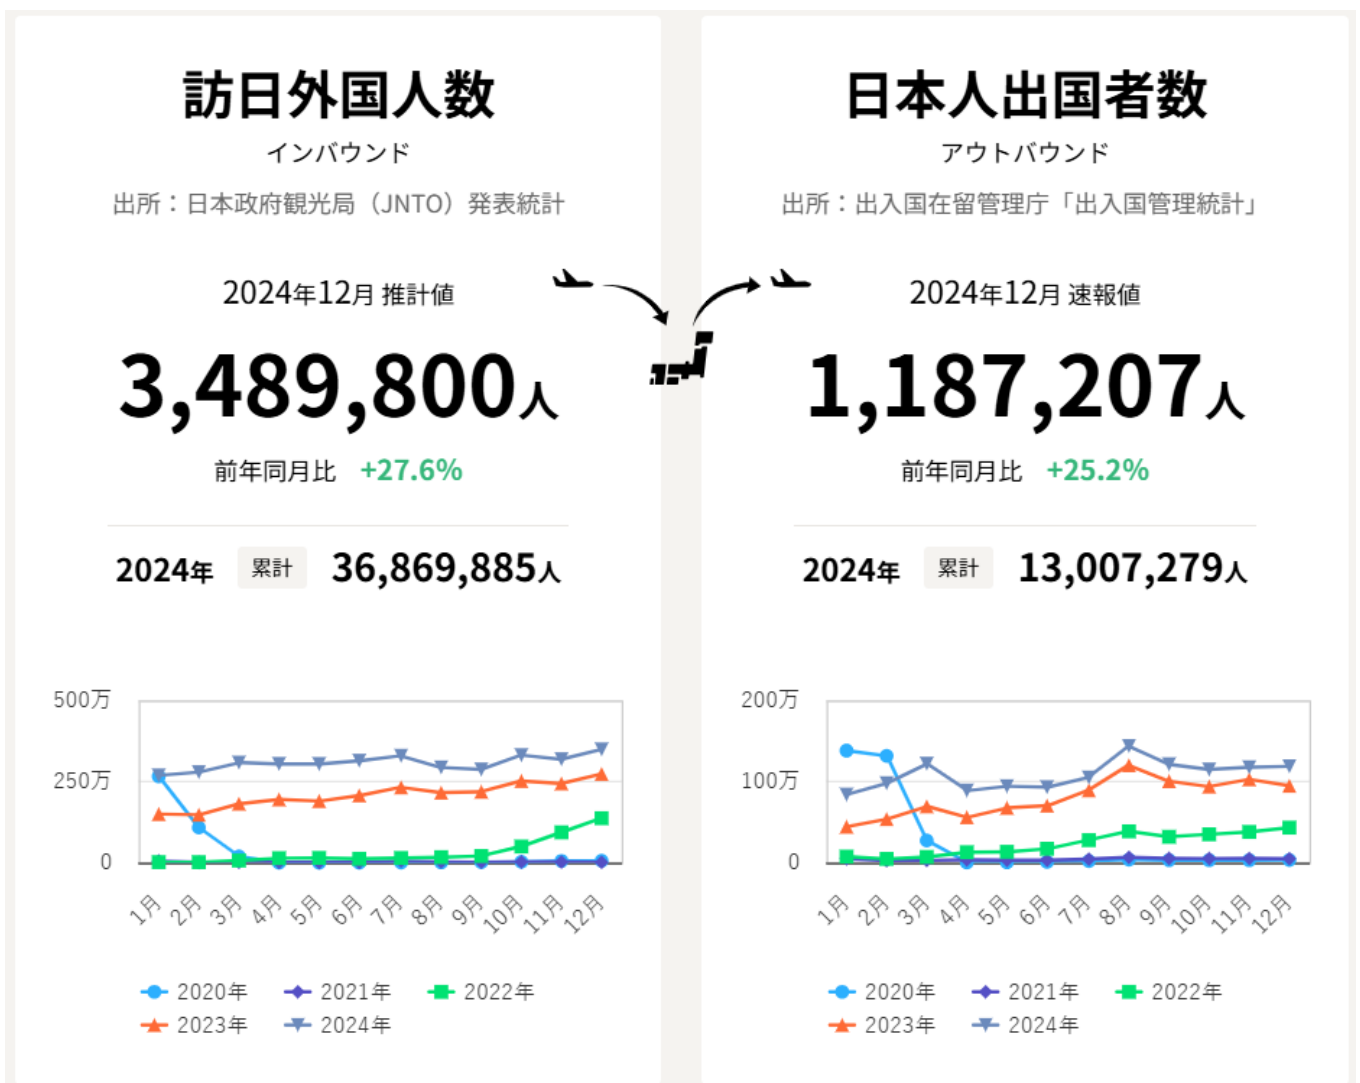 訪日外国人数
インバウンド
出所：日本政府観光局（JNTO）発表統計
2024年12月 推計値
3,489,800人
前年同月比 +27.6%
2024年 累計 36,869,885人
500万
250万
0
1月 2月 3月 4月 5月 6月 7月 8月 9月 10月 11月 12月
2020年 2021年 2022年
2023年 2024年
日本人出国者数
アウトバウンド
出所：出入国在留管理庁「出入国管理統計」
2024年12月 速報値
1,187,207人
前年同月比 +25.2%
2024年 累計 13,007,279人
200万
100万
0
1月 2月 3月 4月 5月 6月 7月 8月 9月 10月 11月 12月
2020年 2021年 2022年
2023年 2024年